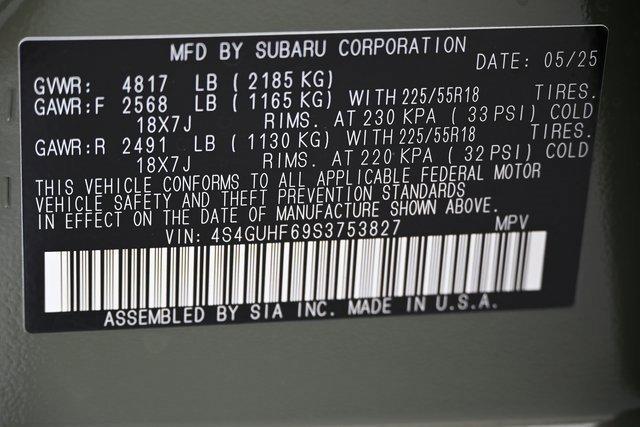 MFD BY SUBARU CORPORATION DATE: 05/25
GVWR: 4817 LB ( 2185 KG)
GAWR:F 2568 LB ( 1165 KG) WITH 225/55R18 TIRES.
18X7J RIMS. AT 230 KPA ( 33 PSI) COLD
GAWR:R 2491 LB ( 1130 KG) WITH 225/55R18 TIRES.
18X7J RIMS. AT 220 KPA ( 32 PSI) COLD
THIS VEHICLE CONFORMS TO ALL APPLICABLE FEDERAL MOTOR
VEHICLE SAFETY AND THEFT PREVENTION STANDARDS
IN EFFECT ON THE DATE OF MANUFACTURE SHOWN ABOVE.
VIN: 4S4GUHF69S3753827 MPV
ASSEMBLED BY SIA INC. MADE IN U.S.A.